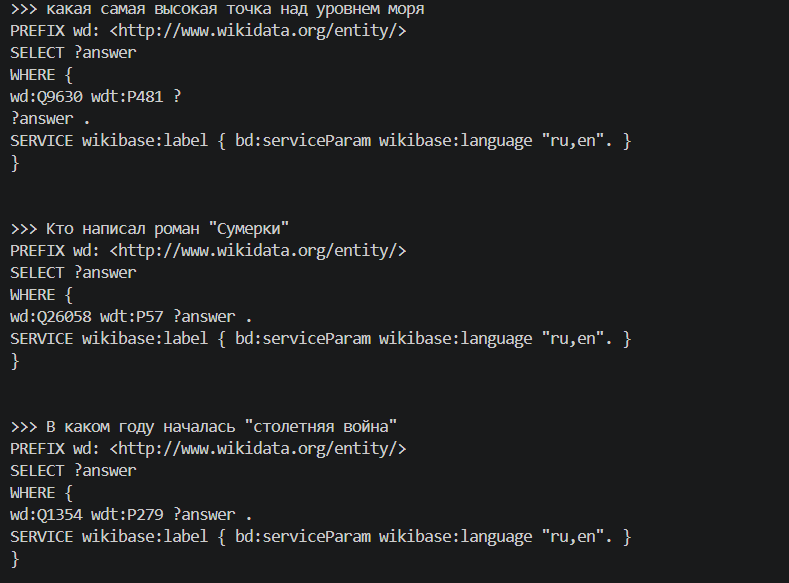 >>> какая самая высокая точка над уровнем моря
PREFIX wd: <http://www.wikidata.org/entity/>
SELECT ?answer
WHERE {
wd:Q9630 wdt:P481 ?
?answer .
SERVICE wikibase:label { bd:serviceParam wikibase:language "ru,en". }
}
>>> Кто написал роман "Сумерки"
PREFIX wd: <http://www.wikidata.org/entity/>
SELECT ?answer
WHERE {
wd:Q26058 wdt:P57 ?answer .
SERVICE wikibase:label { bd:serviceParam wikibase:language "ru,en". }
}
>>> В каком году началась "столетняя война"
PREFIX wd: <http://www.wikidata.org/entity/>
SELECT ?answer
WHERE {
wd:Q1354 wdt:P279 ?answer .
SERVICE wikibase:label { bd:serviceParam wikibase:language "ru,en". }
}